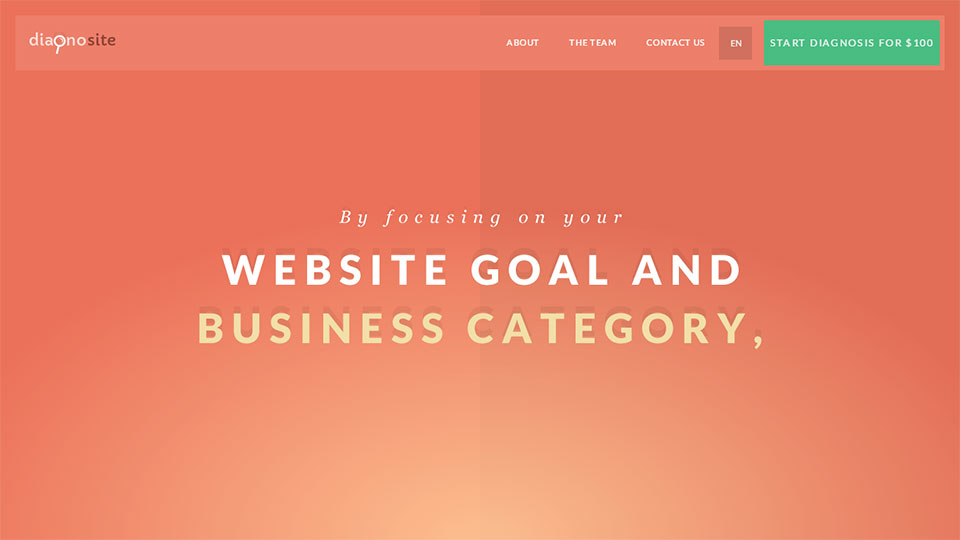 diagnosite
ABOUT THE TEAM CONTACT US EN START DIAGNOSIS FOR $100
By focusing on your
WEBSITE GOAL AND
BUSINESS CATEGORY,